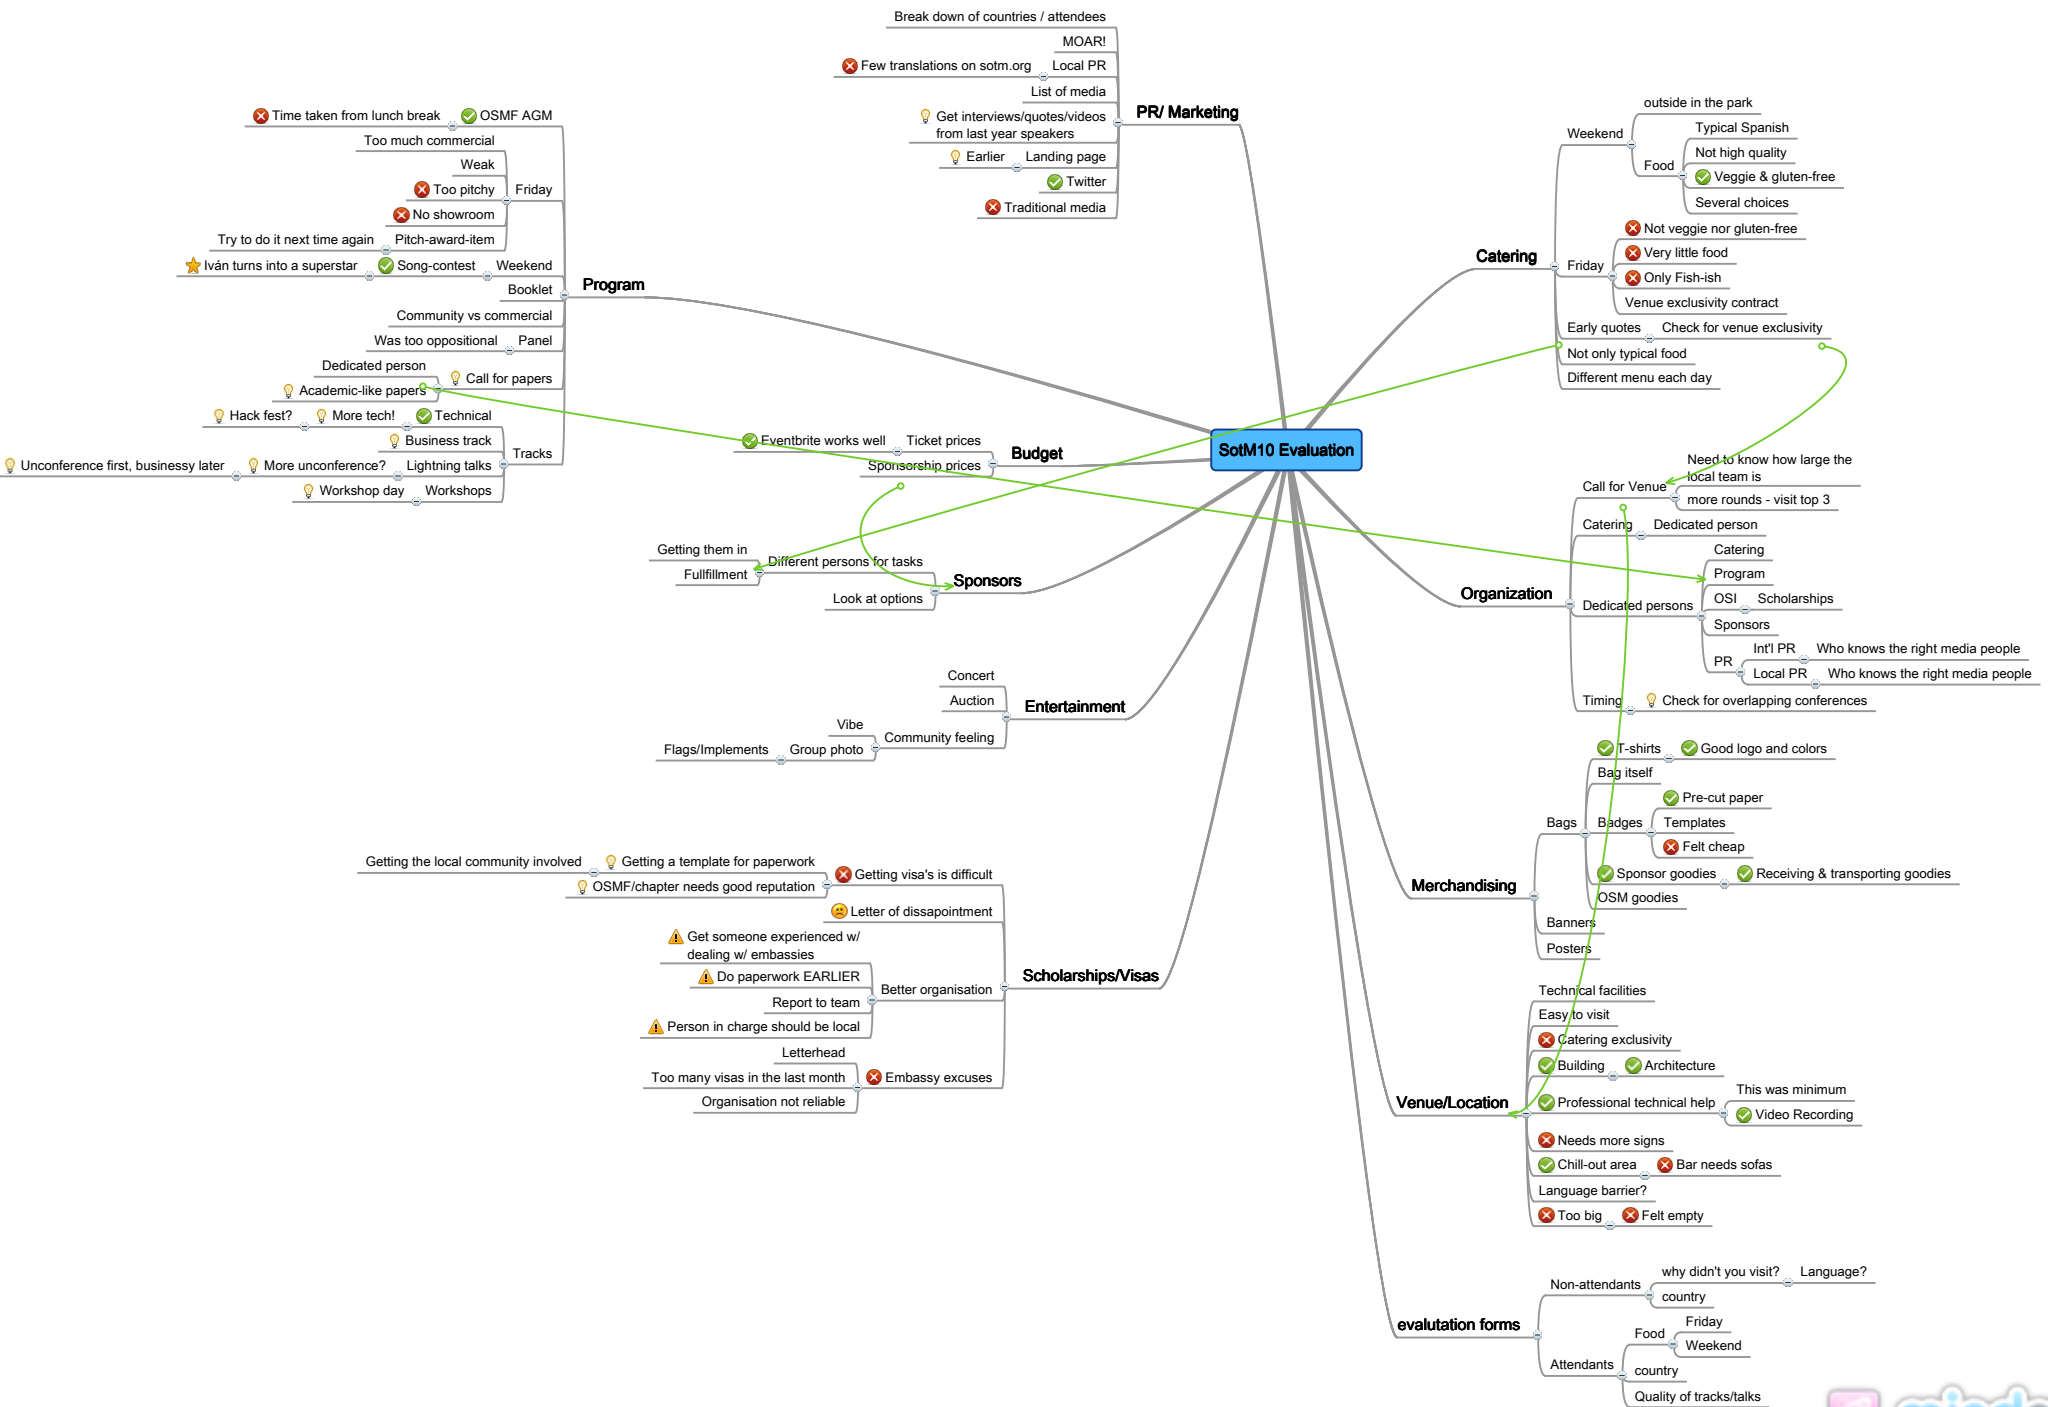 SotM10 Evaluation
PR/ Marketing
Break down of countries / attendees
MOAR!
Local PR
Few translations on sotm.org
List of media
Get interviews/quotes/videos
from last year speakers
Landing page
Earlier
Twitter
Traditional media
Program
OSMF AGM
Time taken from lunch break
Friday
Too much commercial
Weak
Too pitchy
No showroom
Pitch-award-item
Try to do it next time again
Weekend
Song-contest
Iván turns into a superstar
Booklet
Community vs commercial
Panel
Was too oppositional
Call for papers
Dedicated person
Academic-like papers
Tracks
Technical
More tech!
Hack fest?
Business track
Lightning talks
More unconference?
Unconference first, businessy later
Workshops
Workshop day
Budget
Ticket prices
Eventbrite works well
Sponsorship prices
Sponsors
Different persons for tasks
Getting them in
Fullfillment
Look at options
Entertainment
Concert
Auction
Community feeling
Vibe
Group photo
Flags/Implements
Scholarships/Visas
Getting visa's is difficult
Getting a template for paperwork
Getting the local community involved
OSMF/chapter needs good reputation
Letter of dissapointment
Better organisation
Get someone experienced w/
dealing w/ embassies
Do paperwork EARLIER
Report to team
Person in charge should be local
Embassy excuses
Letterhead
Too many visas in the last month
Organisation not reliable
Catering
Weekend
outside in the park
Food
Typical Spanish
Not high quality
Veggie & gluten-free
Several choices
Friday
Not veggie nor gluten-free
Very little food
Only Fish-ish
Venue exclusivity contract
Early quotes
Check for venue exclusivity
Not only typical food
Different menu each day
Organization
Call for Venue
Need to know how large the
local team is
more rounds - visit top 3
Catering
Dedicated person
Dedicated persons
Catering
Program
OSI
Scholarships
Sponsors
PR
Int'l PR
Who knows the right media people
Local PR
Who knows the right media people
Timing
Check for overlapping conferences
Merchandising
Bags
T-shirts
Good logo and colors
Bag itself
Badges
Pre-cut paper
Templates
Felt cheap
Sponsor goodies
Receiving & transporting goodies
OSM goodies
Banners
Posters
Venue/Location
Technical facilities
Easy to visit
Catering exclusivity
Building
Architecture
Professional technical help
This was minimum
Video Recording
Needs more signs
Chill-out area
Bar needs sofas
Language barrier?
Too big
Felt empty
evalutation forms
Non-attendants
why didn't you visit?
Language?
country
Attendants
Food
Friday
Weekend
country
Quality of tracks/talks